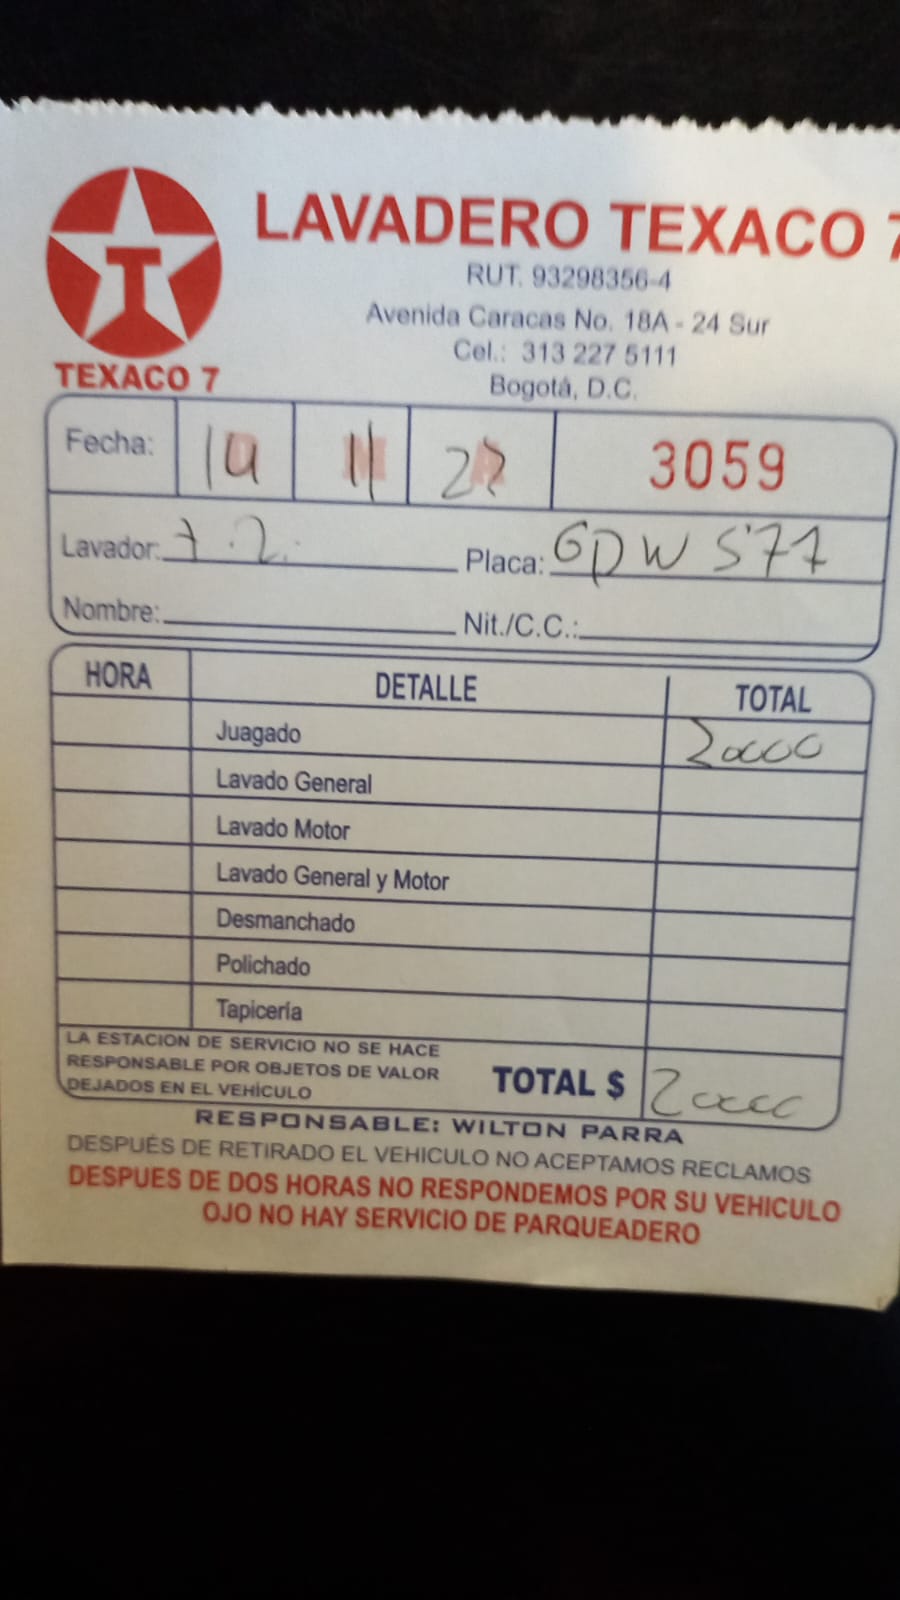 LAVADERO TEXACO 7
RUT. 93298356-4
Avenida Caracas No. 18A - 24 Sur
Cel.: 313 227 5111
Bogotá, D.C.
T
TEXACO 7
Fecha: 14 11 22 3059
Lavador: 7.2. Placa: GDW 577
Nombre: Nit./C.C.:
HORA DETALLE TOTAL
Juagado 20000
Lavado General
Lavado Motor
Lavado General y Motor
Desmanchado
Polichado
Tapicería
LA ESTACION DE SERVICIO NO SE HACE
RESPONSABLE POR OBJETOS DE VALOR
DEJADOS EN EL VEHÍCULO
TOTAL $ 20000
RESPONSABLE: WILTON PARRA
DESPUÉS DE RETIRADO EL VEHICULO NO ACEPTAMOS RECLAMOS
DESPUES DE DOS HORAS NO RESPONDEMOS POR SU VEHICULO
OJO NO HAY SERVICIO DE PARQUEADERO